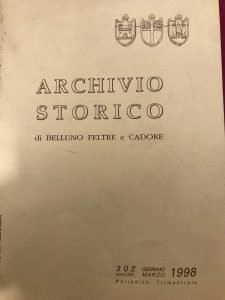 ARCHIVIO
STORICO
di BELLUNO FELTRE e CADORE
302 GENNAIO
MARZO 1998
Periodico Trimestrale